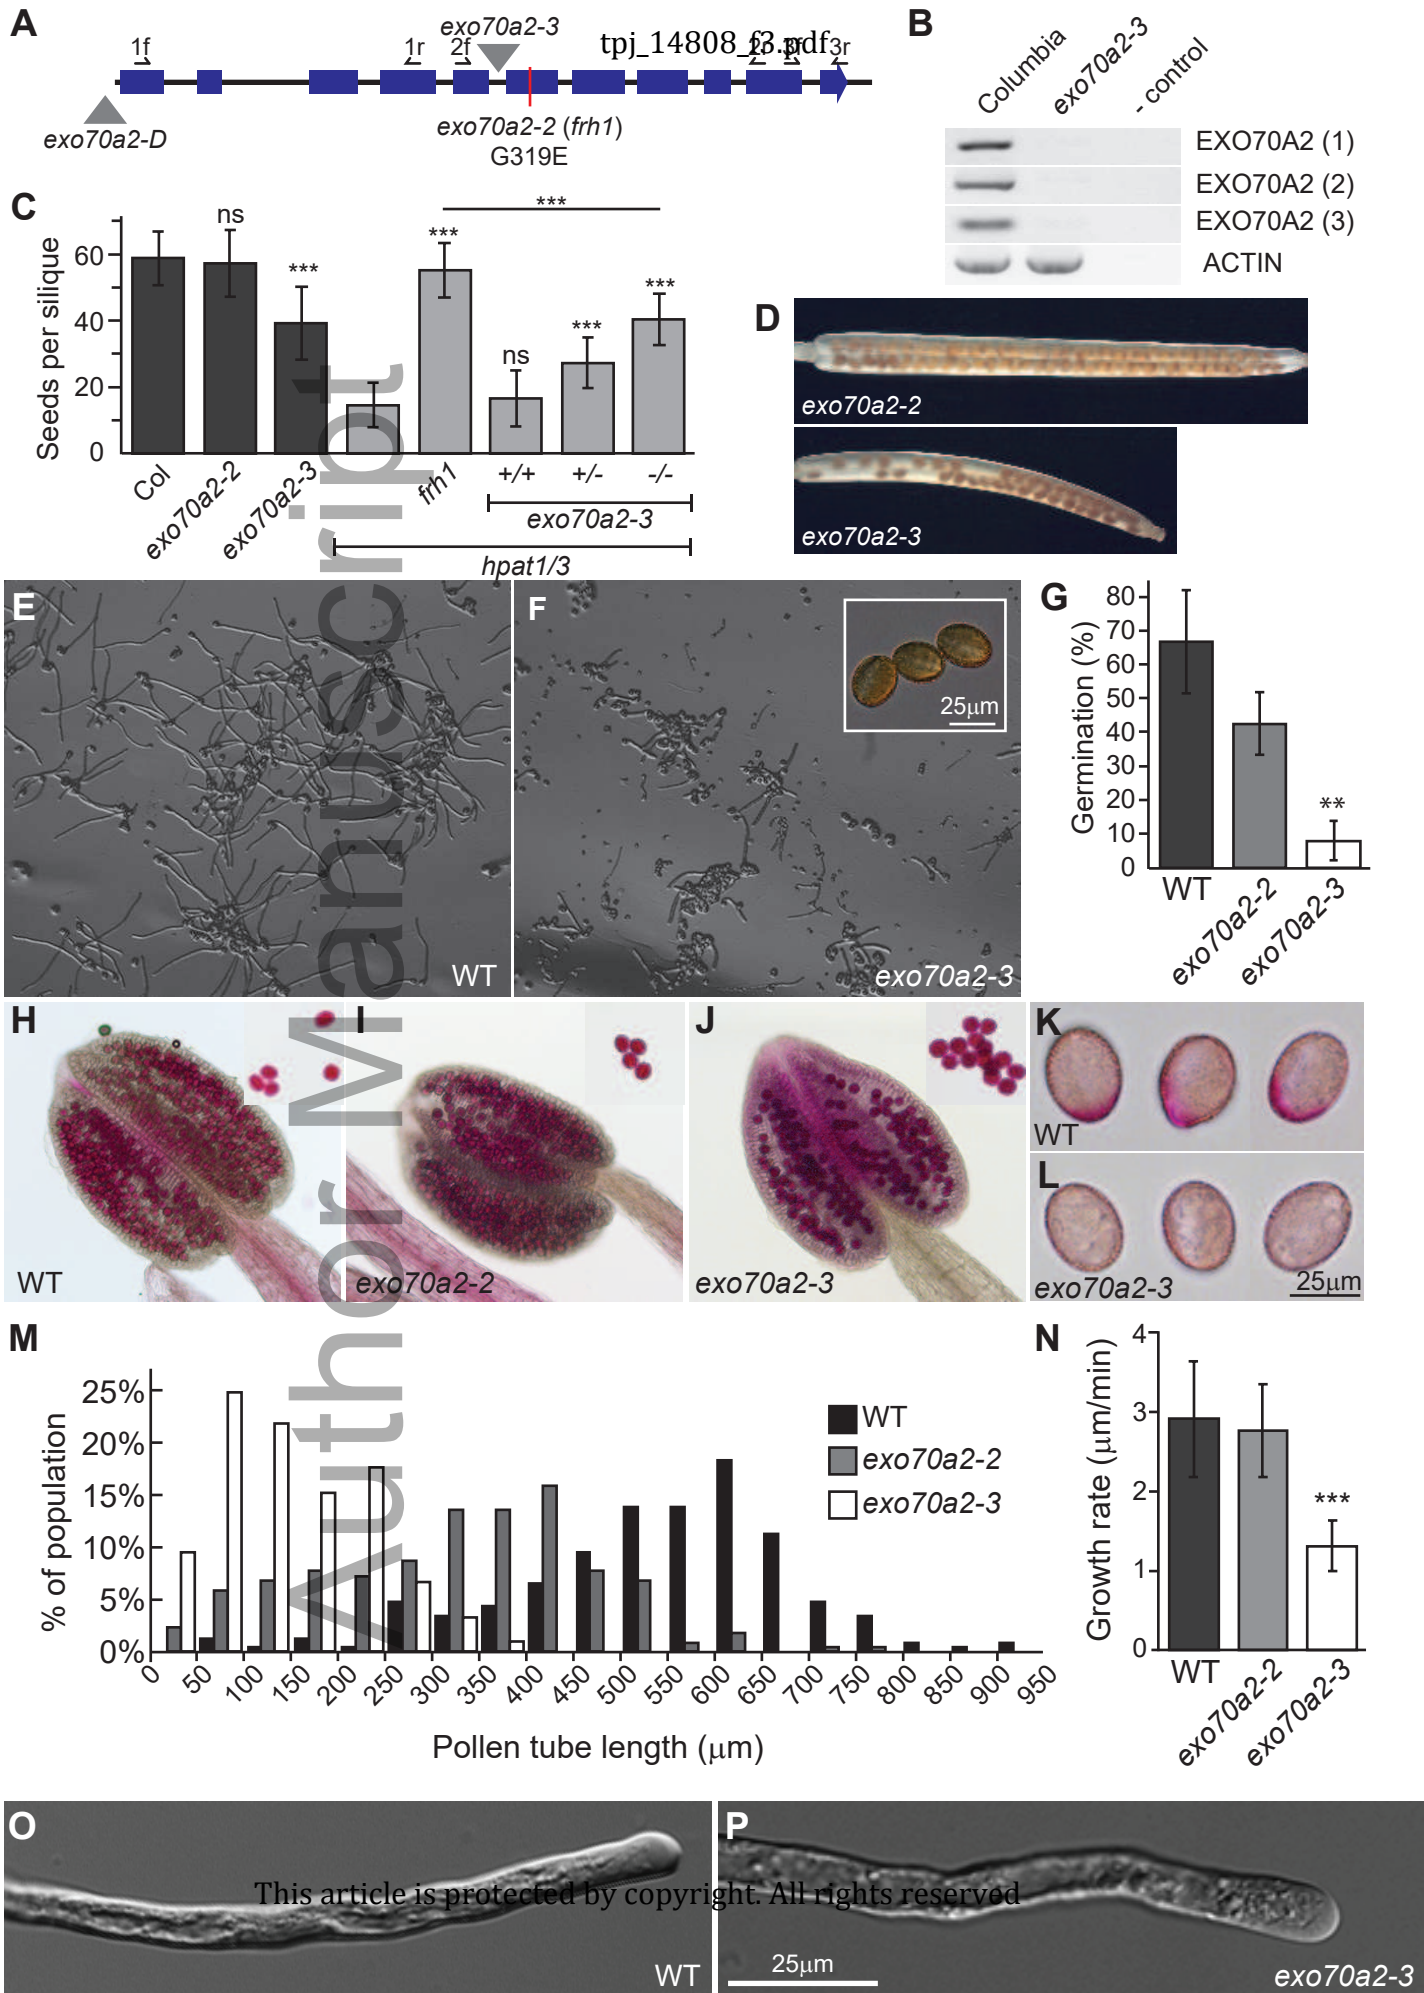 A
exo70a2-3
tpj_14808_f3.pdf
1f
1r
2f
2r
3f
3r
exo70a2-D
exo70a2-2 (frh1)
G319E
B
Columbia
exo70a2-3
- control
EXO70A2 (1)
EXO70A2 (2)
EXO70A2 (3)
ACTIN
C
Seeds per silique
60
40
20
0
ns
***
***
***
ns
***
***
Col
exo70a2-2
exo70a2-3
frh1
+/+
+/-
-/-
exo70a2-3
hpat1/3
D
exo70a2-2
exo70a2-3
E
WT
F
25µm
exo70a2-3
G
Germination (%)
80
70
60
50
40
30
20
10
0
**
WT
exo70a2-2
exo70a2-3
H
WT
I
exo70a2-2
J
exo70a2-3
K
WT
L
exo70a2-3
25µm
M
% of population
25%
20%
15%
10%
5%
0%
WT
exo70a2-2
exo70a2-3
0 50 100 150 200 250 300 350 400 450 500 550 600 650 700 750 800 850 900 950
Pollen tube length (µm)
N
Growth rate (µm/min)
4
3
2
1
0
***
WT
exo70a2-2
exo70a2-3
O
WT
P
25µm
exo70a2-3
This article is protected by copyright. All rights reserved
Author Manuscript